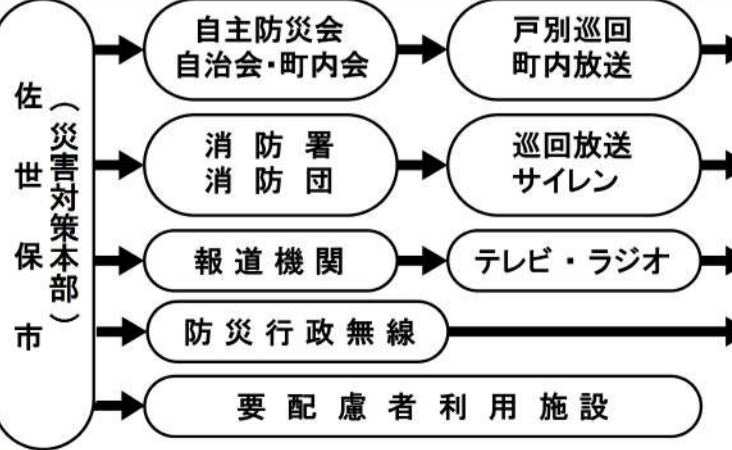 佐世保市
（災害対策本部）
自主防災会
自治会・町内会
戸別巡回
町内放送
消防署
消防団
巡回放送
サイレン
報道機関
テレビ・ラジオ
防災行政無線
要配慮者利用施設